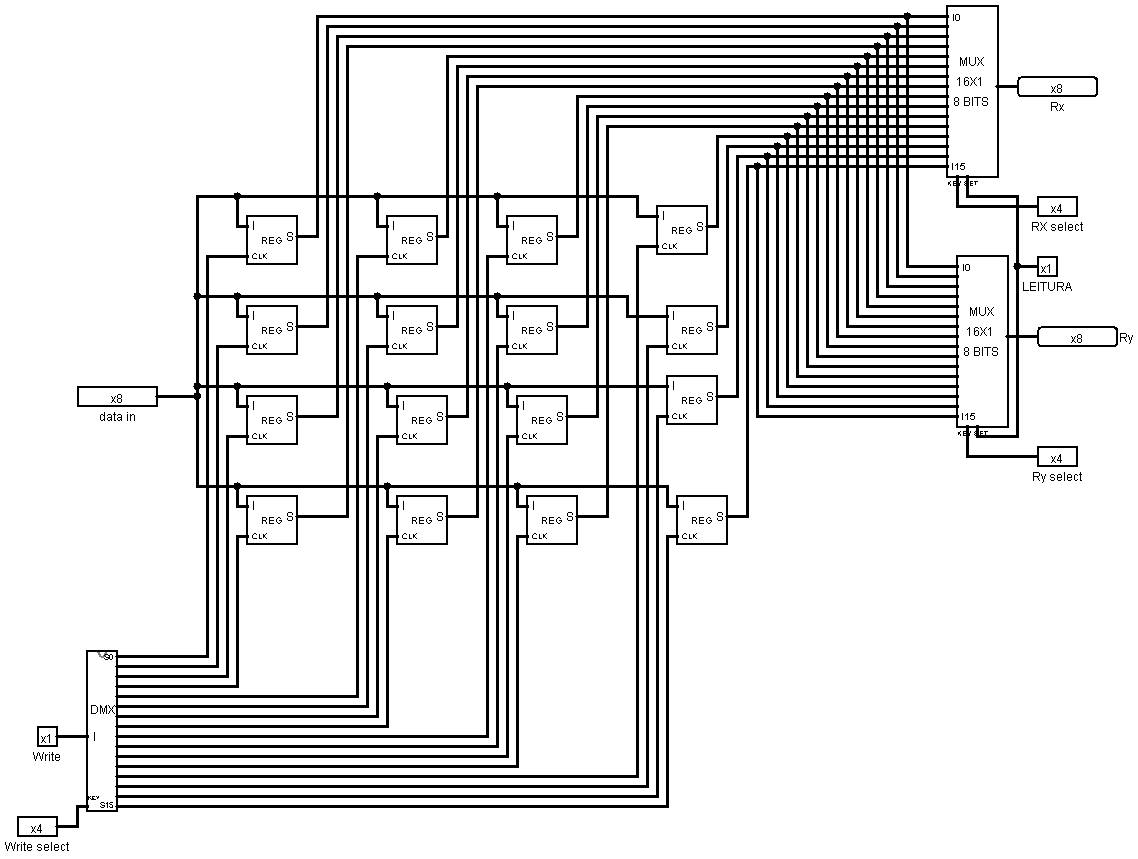 I0
MUX
16X1
8 BITS
I15
KEY SET
x8
Rx
x4
RX select
x1
LEITURA
I0
MUX
16X1
8 BITS
I15
KEY SET
x8
Ry
x4
Ry select
I REG S CLK
I REG S CLK
I REG S CLK
I REG S CLK
I REG S CLK
I REG S CLK
I REG S CLK
I REG S CLK
x8
data in
I REG S CLK
I REG S CLK
I REG S CLK
I REG S CLK
I REG S CLK
I REG S CLK
I REG S CLK
I REG S CLK
S0
DMX
I
KEY
S15
x1
Write
x4
Write select